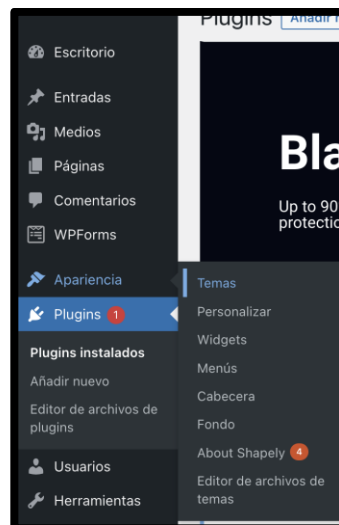 Plugins
Escritorio
Entradas
Medios
Páginas
Comentarios
WPForms
Apariencia
Plugins 1
Plugins instalados
Añadir nuevo
Editor de archivos de
plugins
Usuarios
Herramientas
Añadir
Up to 90
Temas
Personalizar
Widgets
Menús
Cabecera
Fondo
About Shapely 4
Editor de archivos de
temas